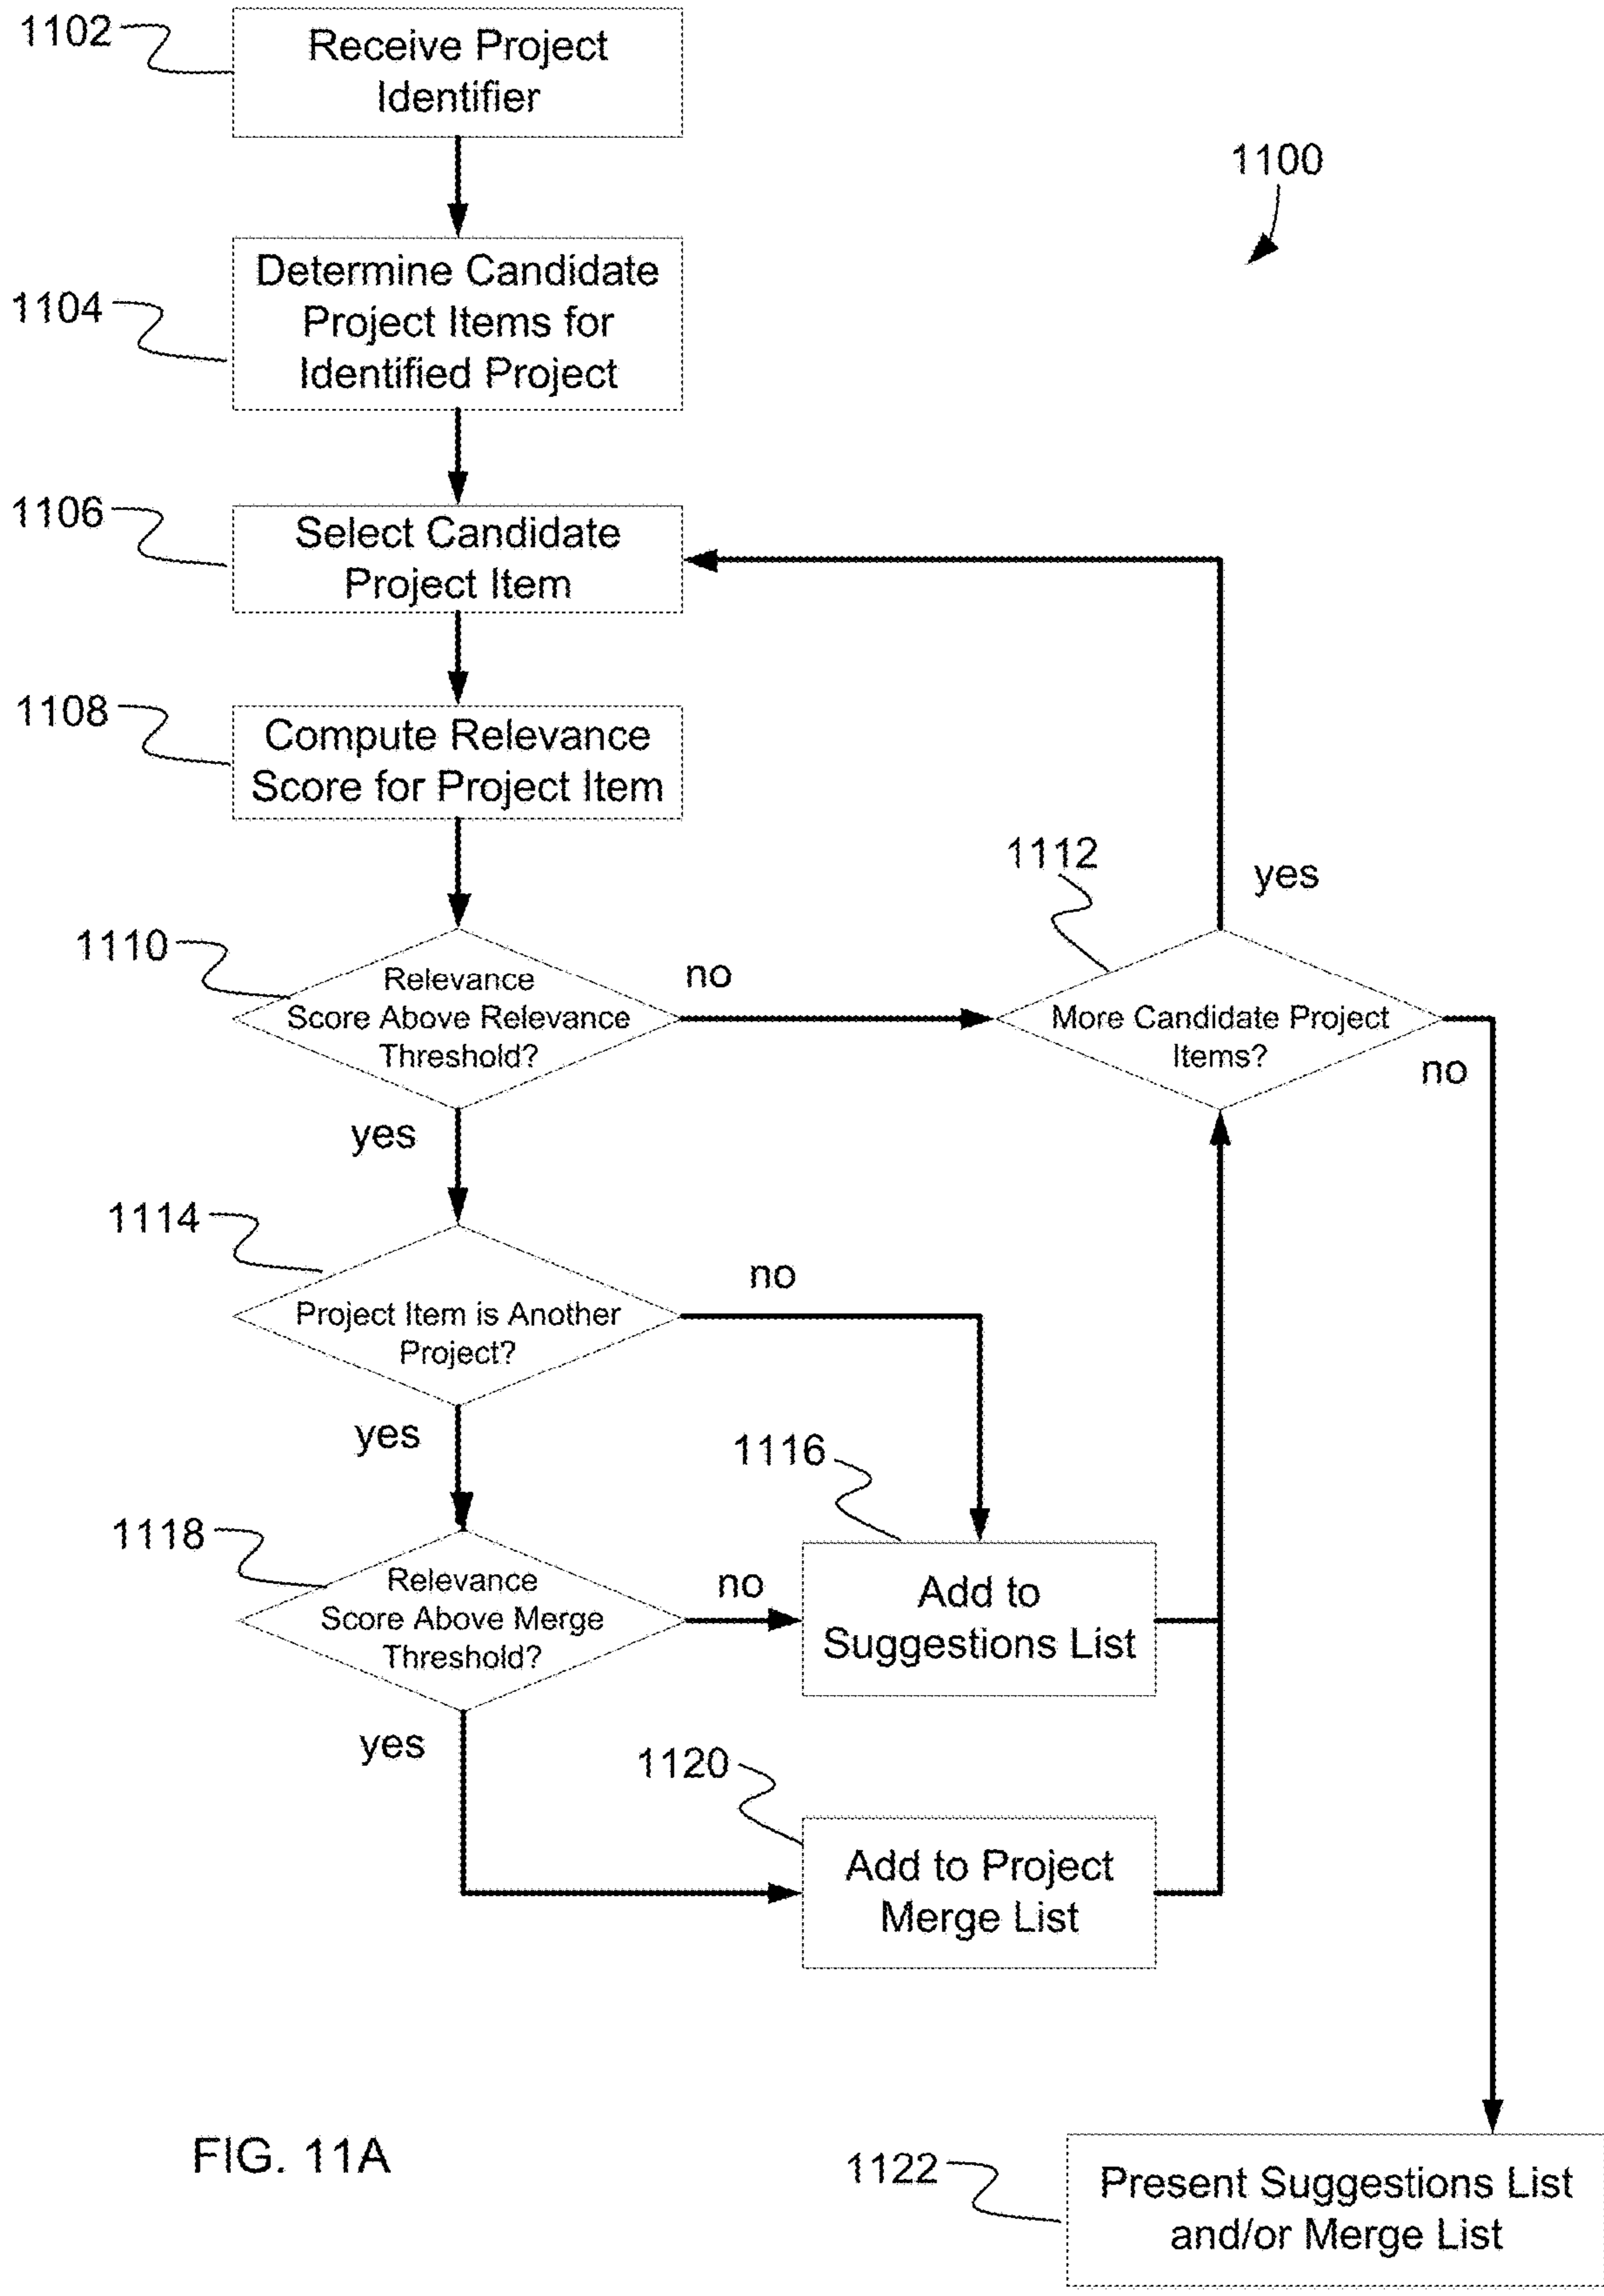 1102
Receive Project
Identifier
1100
1104
Determine Candidate
Project Items for
Identified Project
1106
Select Candidate
Project Item
1108
Compute Relevance
Score for Project Item
1110
Relevance
Score Above Relevance
Threshold?
no
yes
1112
More Candidate Project
Items?
yes
no
1114
Project Item is Another
Project?
no
yes
1116
Add to
Suggestions List
1118
Relevance
Score Above Merge
Threshold?
no
yes
1120
Add to Project
Merge List
1122
Present Suggestions List
and/or Merge List
FIG. 11A